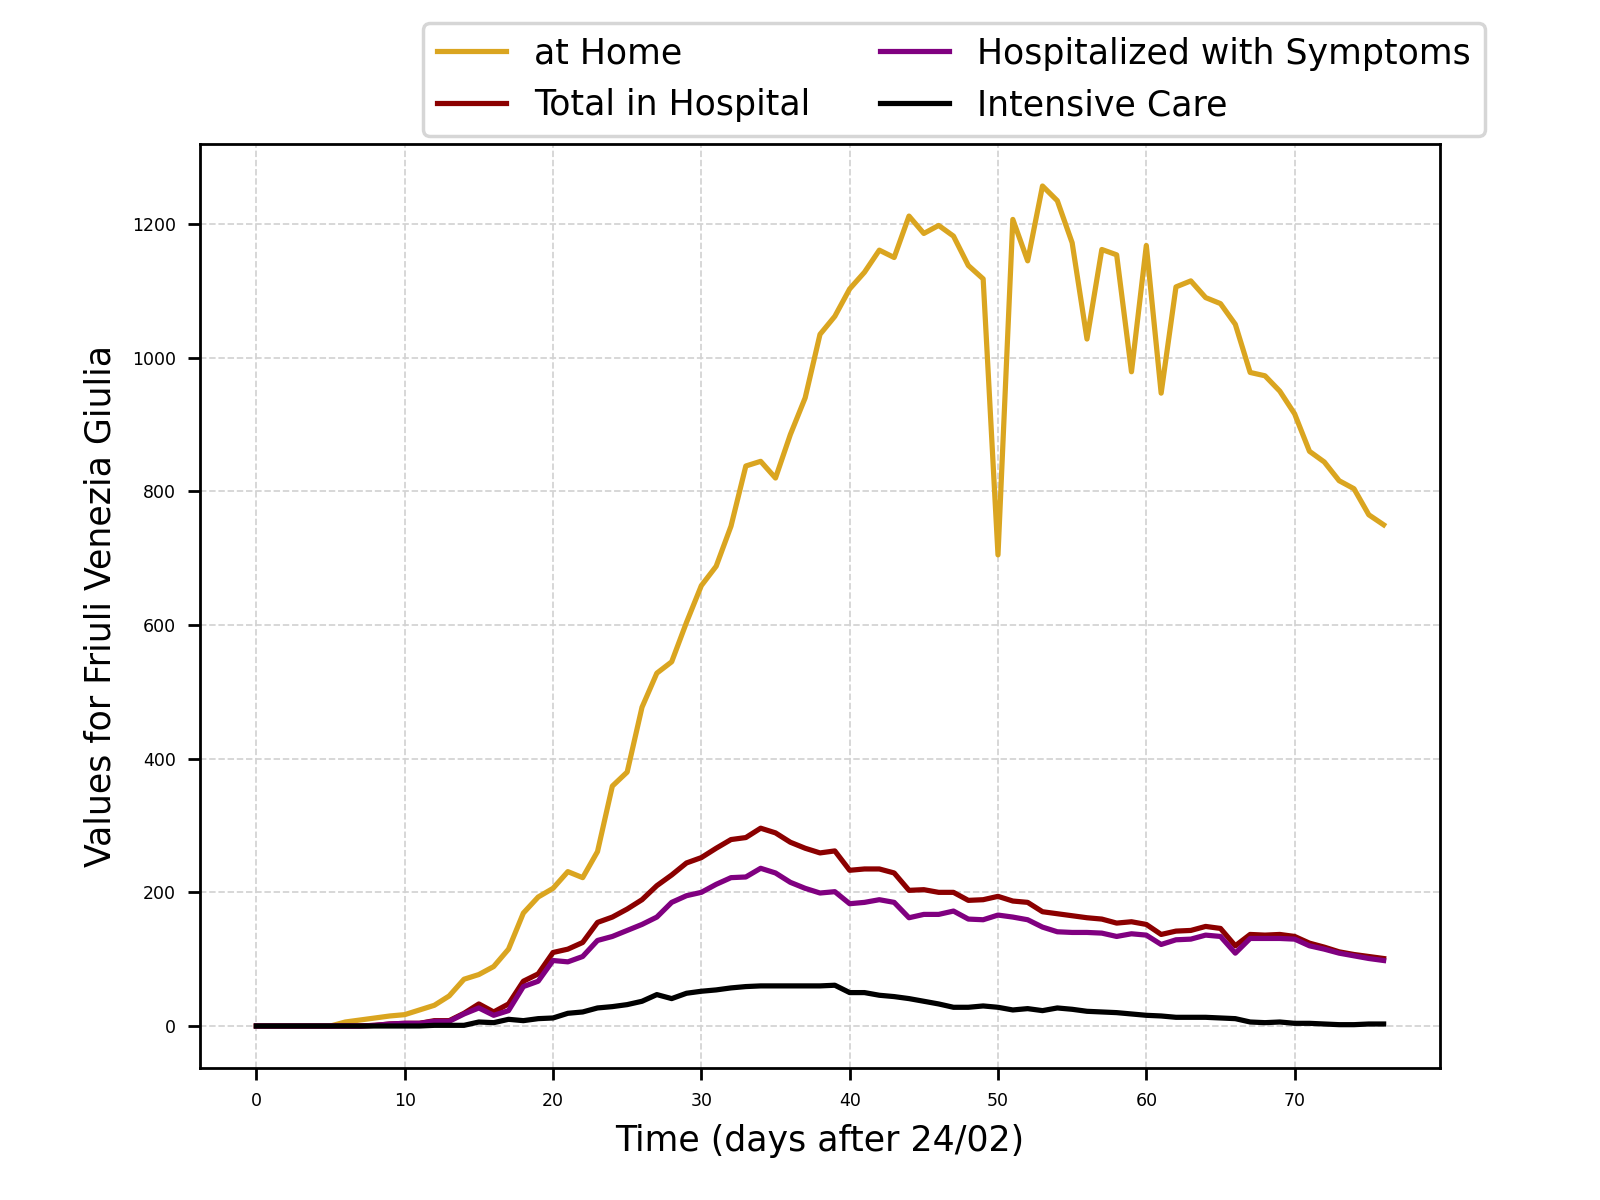 at Home
Total in Hospital
Hospitalized with Symptoms
Intensive Care
Values for Friuli Venezia Giulia
1200
1000
800
600
400
200
0
0 10 20 30 40 50 60 70
Time (days after 24/02)